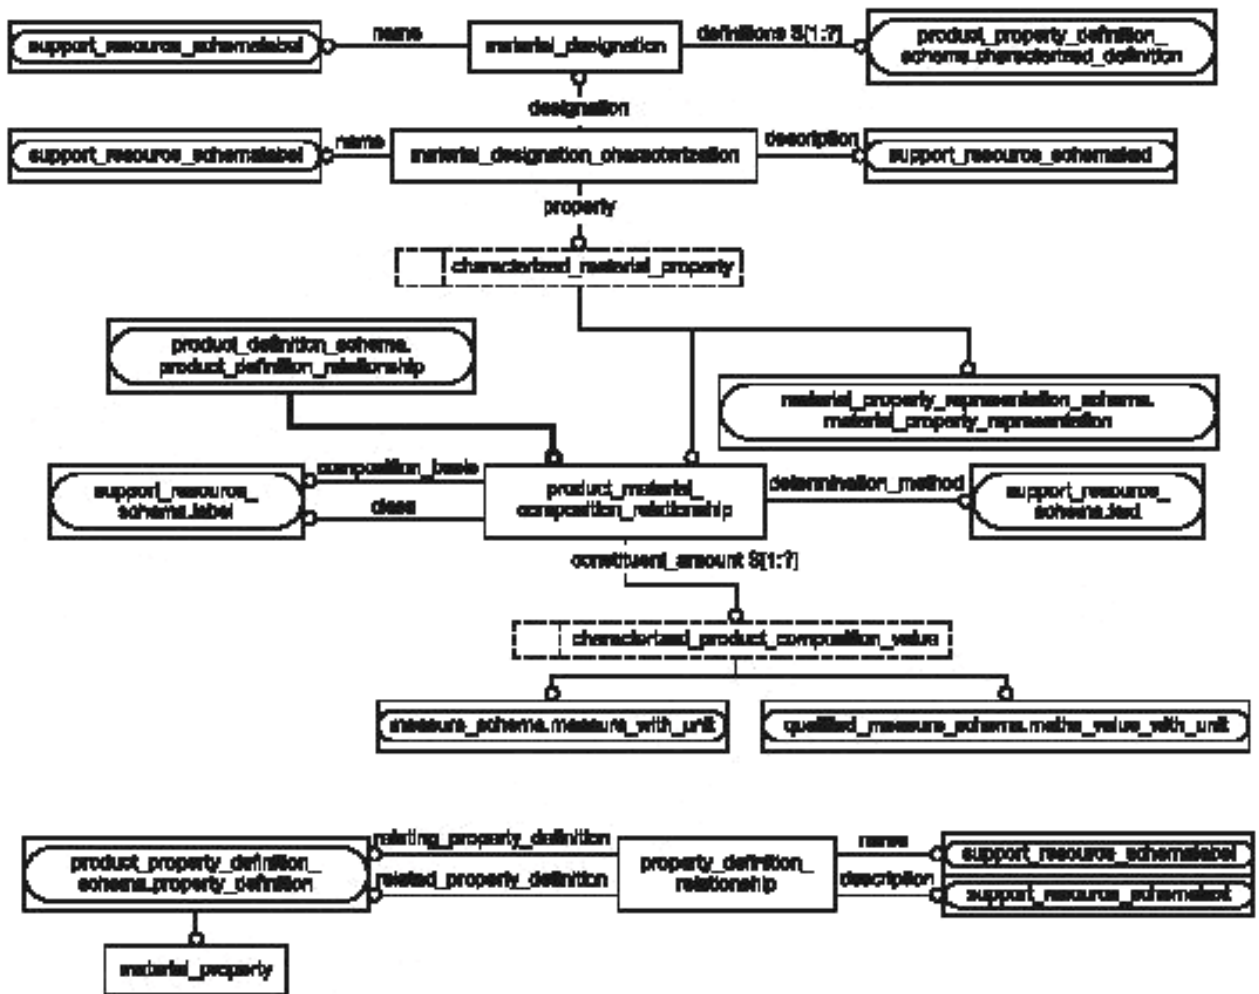 support_resource_schema.label
name
material_designation
definitions S[1:?]
product_property_definition_
schema.characterized_definition
designation
support_resource_schema.label
name
material_designation_characterization
description
support_resource_schema.text
property
characterized_material_property
product_definition_schema.
product_definition_relationship
material_property_representation_schema.
material_property_representation
support_resource_
schema.label
composition_basis
class
product_material_
composition_relationship
determination_method
support_resource_
schema.text
constituent_amount S[1:?]
characterized_product_composition_value
measure_schema.measure_with_unit
qualified_measure_schema.maths_value_with_unit
product_property_definition_
schema.property_definition
relating_property_definition
related_property_definition
property_definition_
relationship
name
description
support_resource_schema.label
support_resource_schema.text
material_property